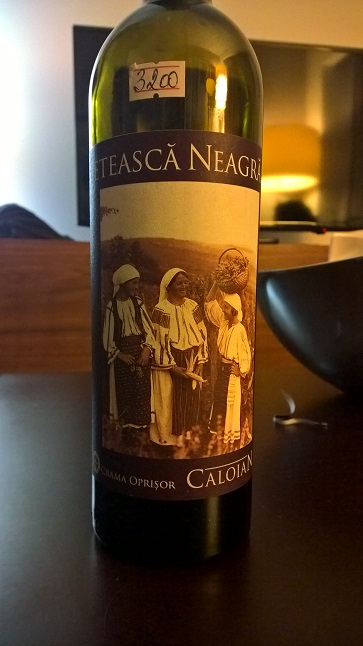 3200
ETEASCĂ NEAGRĂ
CRAMA OPRIȘOR
CALOIAN